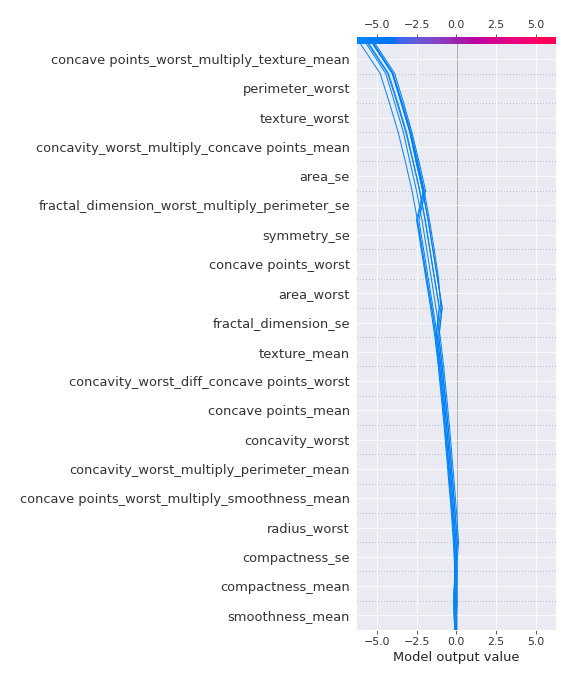 −5.0 −2.5 0.0 2.5 5.0
concave points_worst_multiply_texture_mean
perimeter_worst
texture_worst
concavity_worst_multiply_concave points_mean
area_se
fractal_dimension_worst_multiply_perimeter_se
symmetry_se
concave points_worst
area_worst
fractal_dimension_se
texture_mean
concavity_worst_diff_concave points_worst
concave points_mean
concavity_worst
concavity_worst_multiply_perimeter_mean
concave points_worst_multiply_smoothness_mean
radius_worst
compactness_se
compactness_mean
smoothness_mean
−5.0 −2.5 0.0 2.5 5.0
Model output value